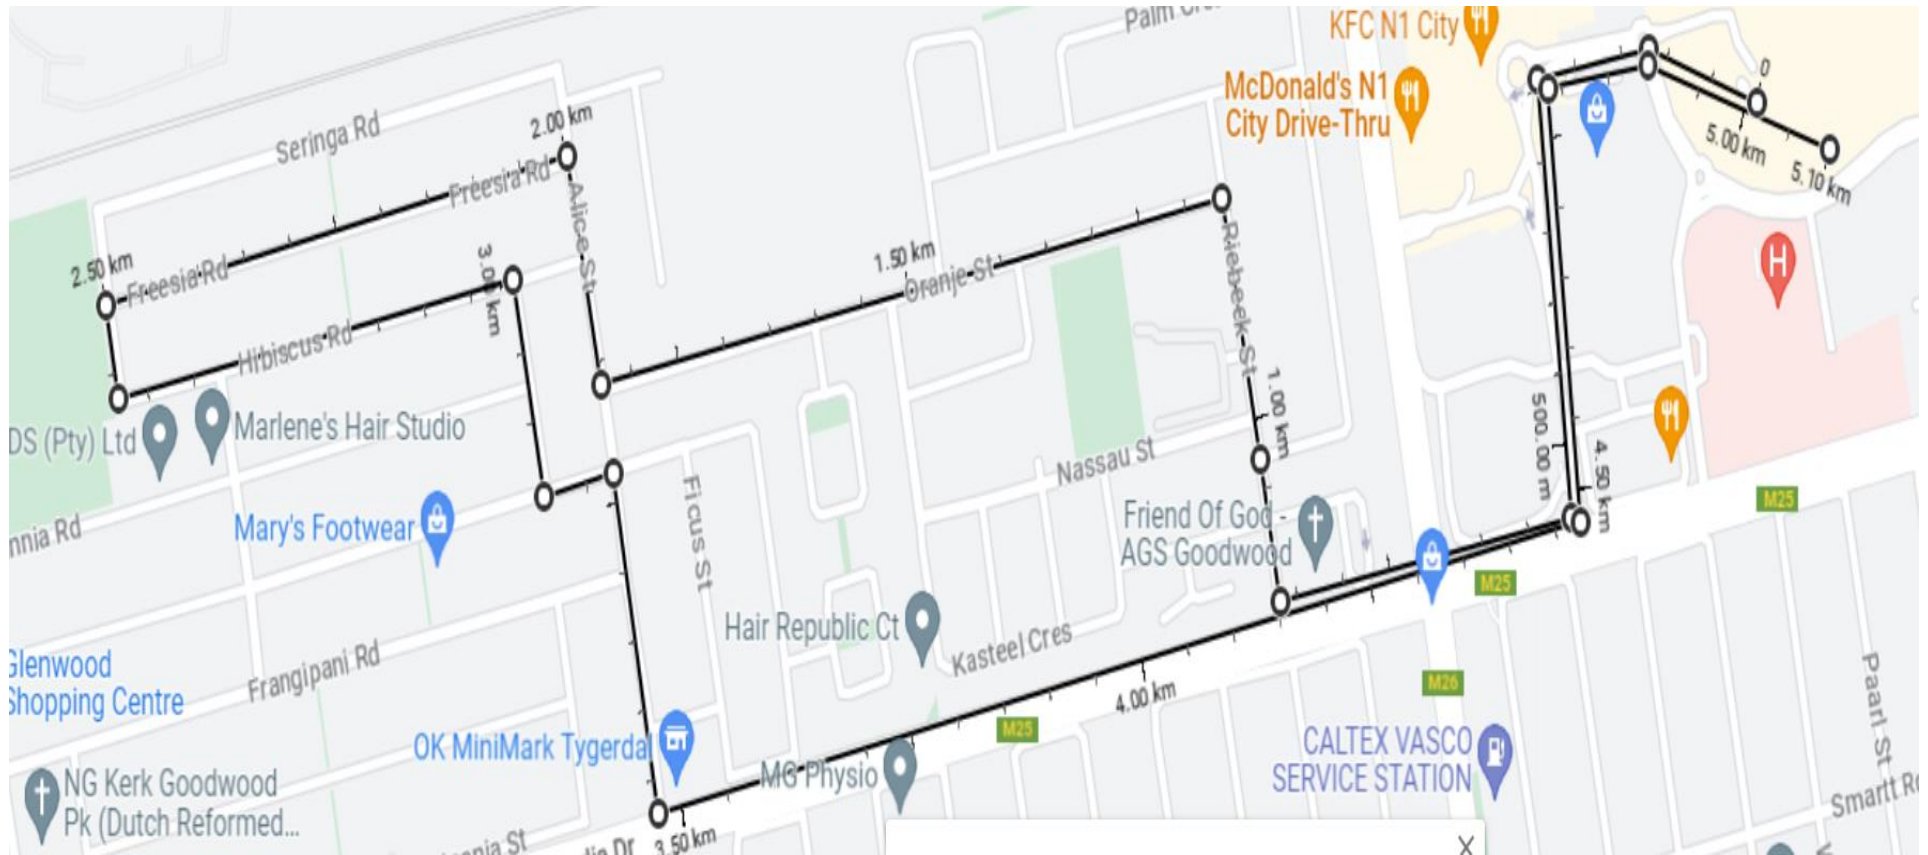 Palm Cre
KFC N1 City
McDonald's N1
City Drive-Thru
0
5.00 km
5.10 km
Seringa Rd
2.00 km
Freesia Rd
Alice St
2.50 km
Freesia Rd
3.00 km
1.50 km
Oranje St
Riebeek St
H
Hibiscus Rd
1.00 km
500.00 m
4.50 km
DS (Pty) Ltd
Marlene's Hair Studio
Nassau St
M25
nnia Rd
Mary's Footwear
Ficus St
Friend Of God -
AGS Goodwood
M25
Hair Republic Ct
Kasteel Cres
Glenwood
Shopping Centre
Frangipani Rd
4.00 km
M26
Paarl St
M25
OK MiniMark Tygerdal
MG Physio
CALTEX VASCO
SERVICE STATION
NG Kerk Goodwood
Pk (Dutch Reformed...
Smartt Rd
3.50 km